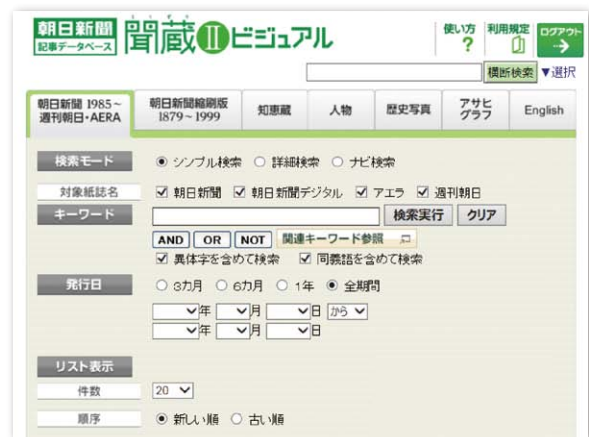 朝日新聞 記事データベース 聞蔵Ⅱビジュアル 使い方 ? 利用規定 ログアウト
横断検索 ▼選択
朝日新聞 1985～ 週刊朝日・AERA
朝日新聞縮刷版 1879～1999
知恵蔵
人物
歴史写真
アサヒグラフ
English
検索モード シンプル検索 詳細検索 ナビ検索
対象紙誌名 朝日新聞 朝日新聞デジタル アエラ 週刊朝日
キーワード 検索実行 クリア
AND OR NOT 関連キーワード参照
異体字を含めて検索 同義語を含めて検索
発行日 3カ月 6カ月 1年 全期間
年 月 日 から
年 月 日
リスト表示
件数 20
順序 新しい順 古い順